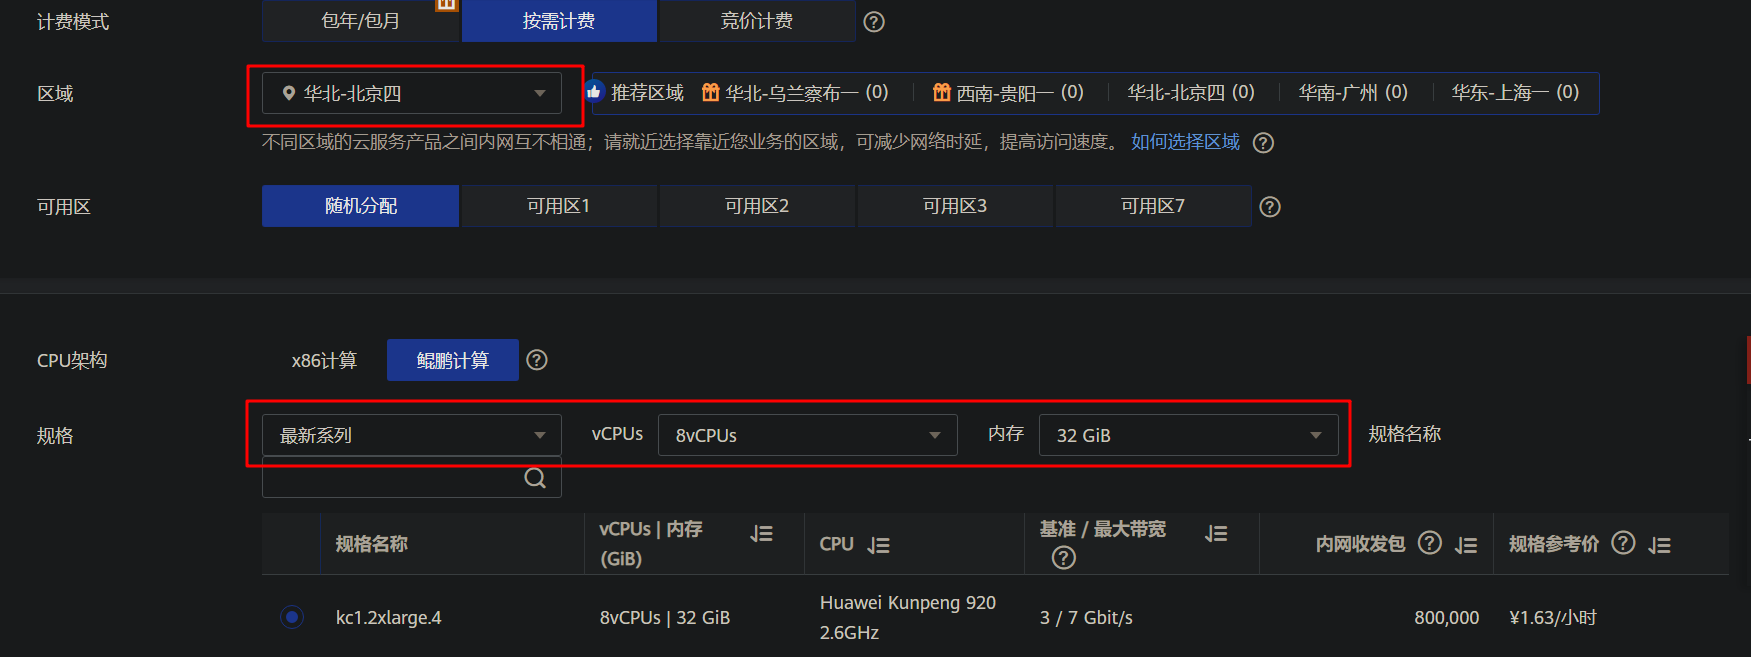 计费模式 包年/包月 按需计费 竞价计费
区域 华北-北京四 推荐区域 华北-乌兰察布一 (0) 西南-贵阳一 (0) 华北-北京四 (0) 华南-广州 (0) 华东-上海一 (0)
不同区域的云服务产品之间内网互不相通；请就近选择靠近您业务的区域，可减少网络时延，提高访问速度。 如何选择区域
可用区 随机分配 可用区1 可用区2 可用区3 可用区7
CPU架构 x86计算 鲲鹏计算
规格 最新系列 vCPUs 8vCPUs 内存 32 GiB 规格名称
规格名称 vCPUs | 内存 (GiB) CPU 基准 / 最大带宽 内网收发包 规格参考价
kc1.2xlarge.4 8vCPUs | 32 GiB Huawei Kunpeng 920 2.6GHz 3 / 7 Gbit/s 800,000 ¥1.63/小时